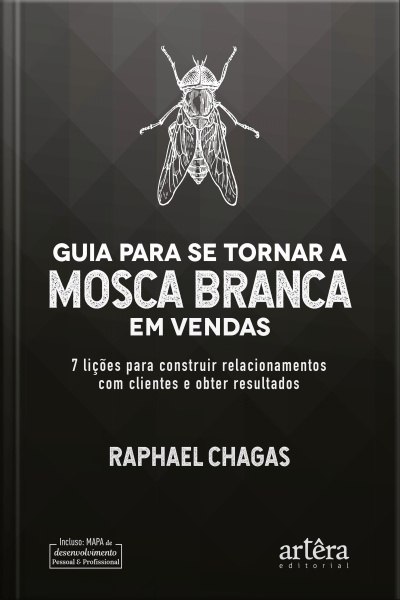 GUIA PARA SE TORNAR A
MOSCA BRANCA
EM VENDAS
7 lições para construir relacionamentos
com clientes e obter resultados
RAPHAEL CHAGAS
Incluso: MAPA de
desenvolvimento
Pessoal & Profissional
artêra
editorial